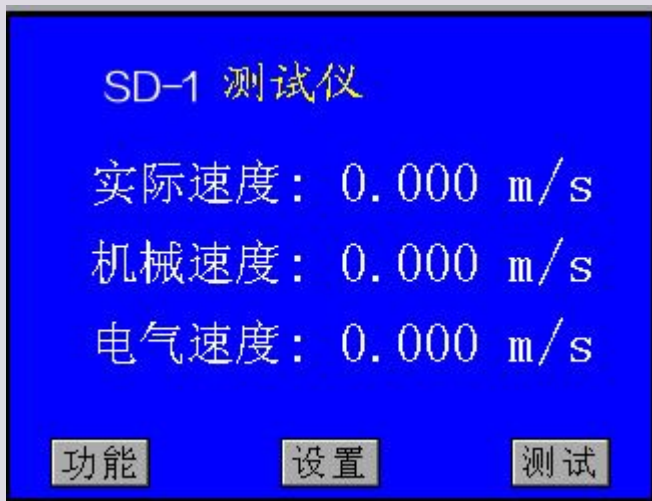 SD-1 测试仪
实际速度: 0.000 m/s
机械速度: 0.000 m/s
电气速度: 0.000 m/s
功能 设置 测试